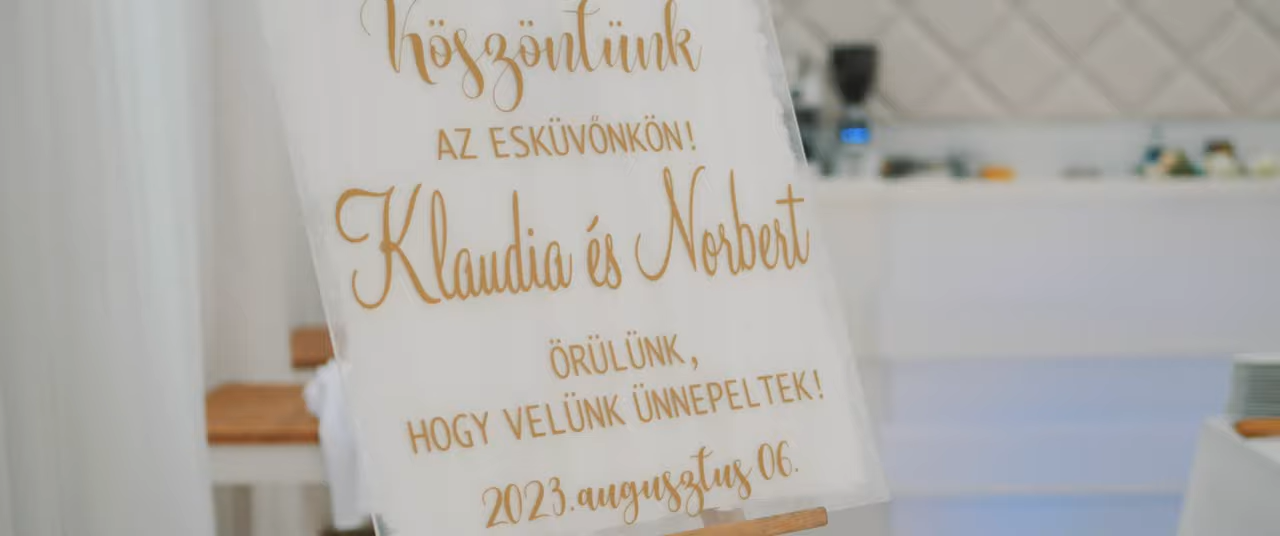 Köszöntünk
AZ ESKÜVŐNKÖN!
Klaudia és Norbert
ÖRÜLÜNK,
HOGY VELÜNK ÜNNEPELTEK!
2023.augusztus 06.